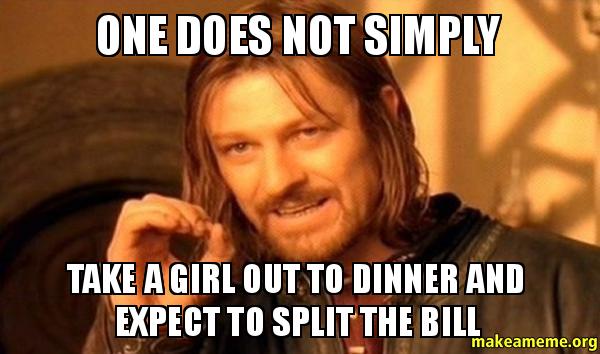 ONE DOES NOT SIMPLY
TAKE A GIRL OUT TO DINNER AND
EXPECT TO SPLIT THE BILL
makeameme.org